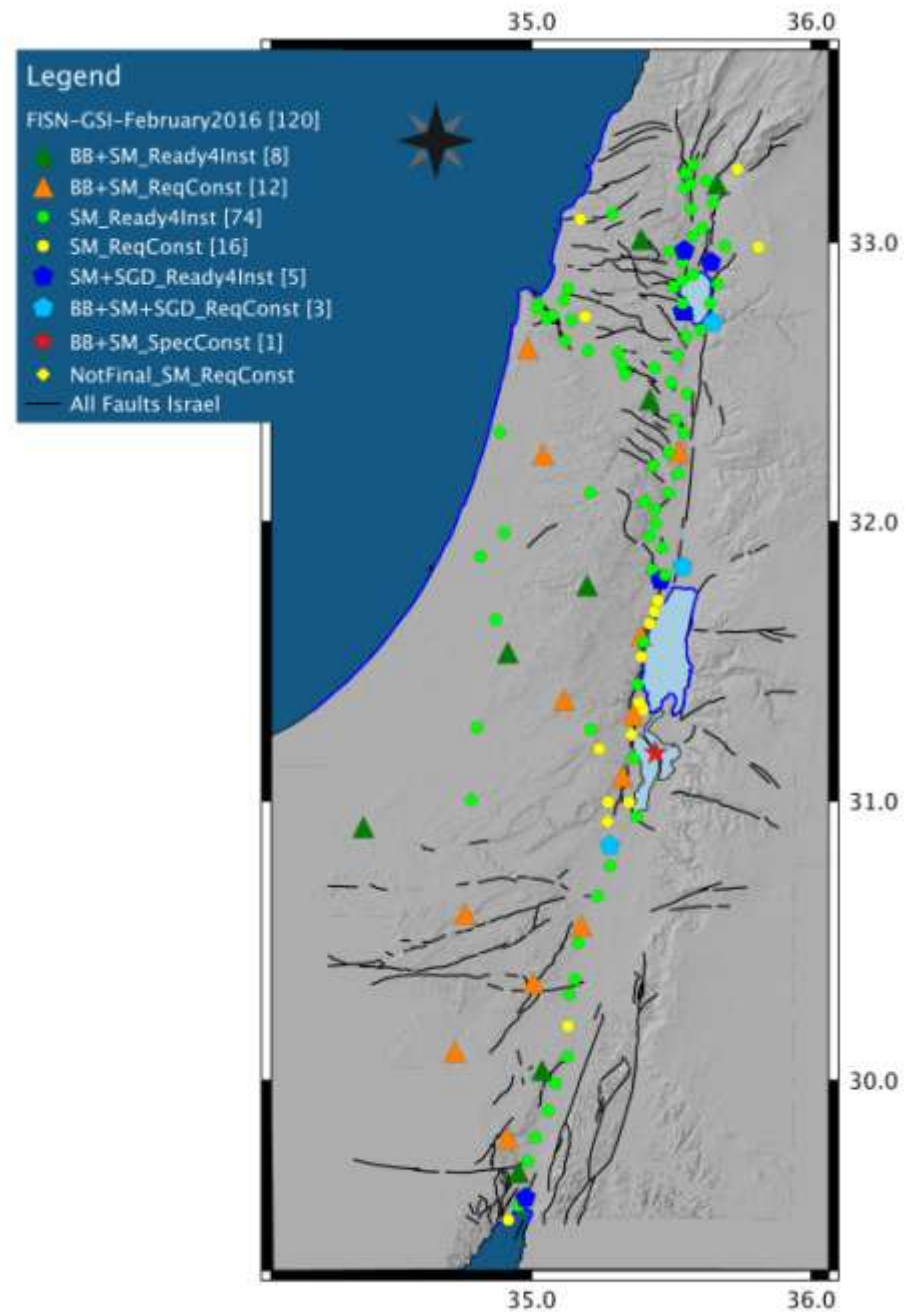 35.0 36.0
Legend
FISN-GSI-February2016 [120]
BB+SM_Ready4Inst [8]
BB+SM_ReqConst [12]
SM_Ready4Inst [74]
SM_ReqConst [16]
SM+SGD_Ready4Inst [5]
BB+SM+SGD_ReqConst [3]
BB+SM_SpecConst [1]
NotFinal_SM_ReqConst
All Faults Israel
33.0
32.0
31.0
30.0
35.0 36.0